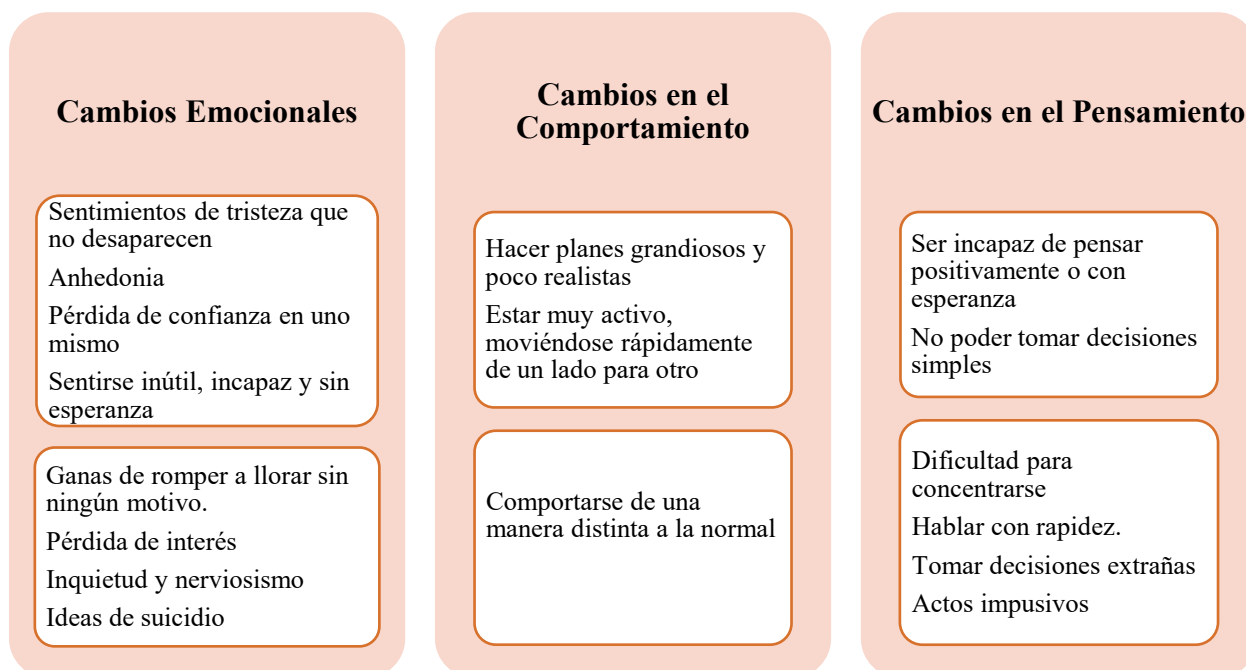 Cambios Emocionales
Sentimientos de tristeza que
no desaparecen
Anhedonia
Pérdida de confianza en uno
mismo
Sentirse inútil, incapaz y sin
esperanza
Ganas de romper a llorar sin
ningún motivo.
Pérdida de interés
Inquietud y nerviosismo
Ideas de suicidio
Cambios en el
Comportamiento
Hacer planes grandiosos y
poco realistas
Estar muy activo,
moviéndose rápidamente
de un lado para otro
Comportarse de una
manera distinta a la normal
Cambios en el Pensamiento
Ser incapaz de pensar
positivamente o con
esperanza
No poder tomar decisiones
simples
Dificultad para
concentrarse
Hablar con rapidez.
Tomar decisiones extrañas
Actos impusivos